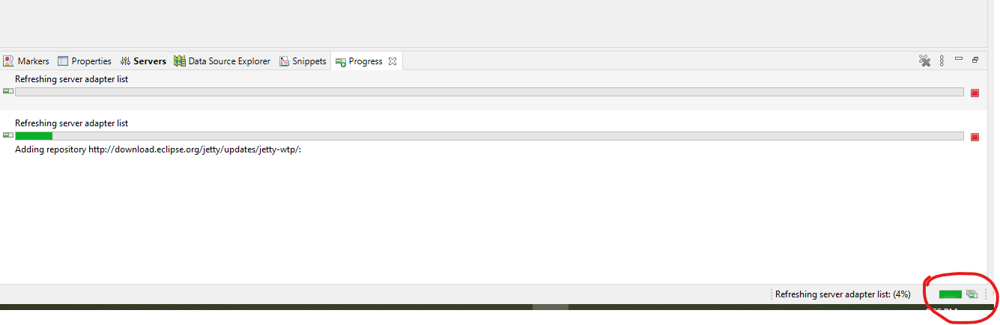 Markers Properties Servers Data Source Explorer Snippets Progress
Refreshing server adapter list
Refreshing server adapter list
Adding repository http://download.eclipse.org/jetty/updates/jetty-wtp/:
Refreshing server adapter list: (4%)